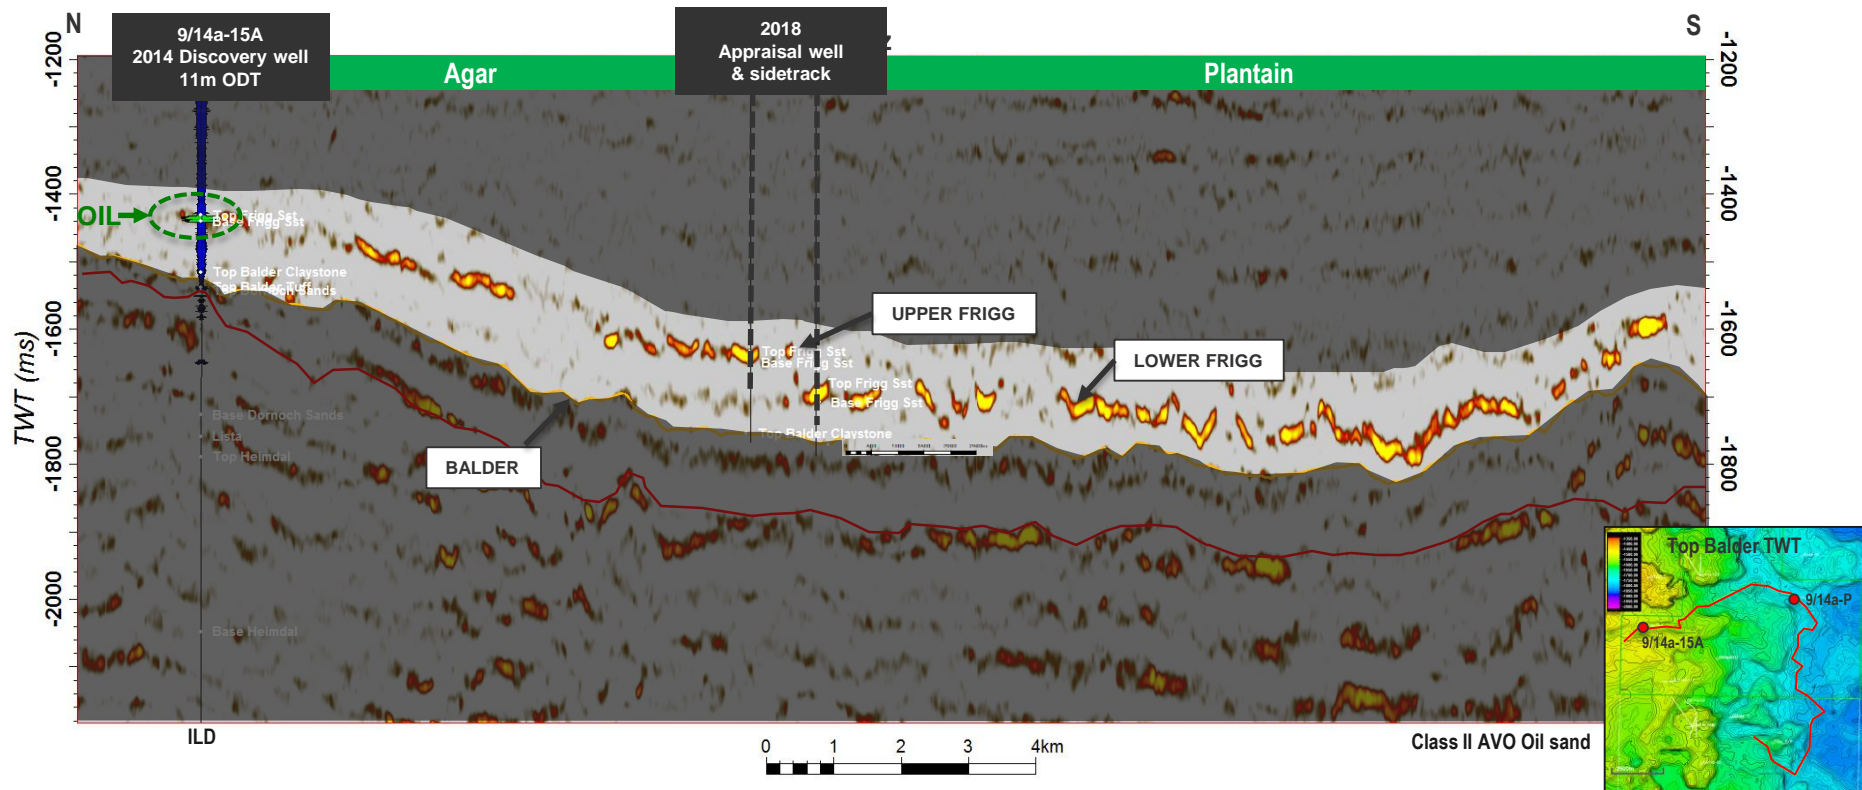 N
S
9/14a-15A
2014 Discovery well
11m ODT
2018
Appraisal well
& sidetrack
Agar
Plantain
-1200
-1400
-1600
-1800
-2000
TWT (ms)
-1200
-1400
-1600
-1800
OIL
Top Frigg Sst
Base Frigg Sst
Top Balder Claystone
Top Balder Tuff
Base Dornoch Sands
Lista
Top Heimdal
Base Heimdal
UPPER FRIGG
LOWER FRIGG
BALDER
Top Frigg Sst
Base Frigg Sst
Top Frigg Sst
Base Frigg Sst
Top Balder Claystone
ILD
0 1 2 3 4km
Class II AVO Oil sand
Top Balder TWT
9/14a-P
9/14a-15A